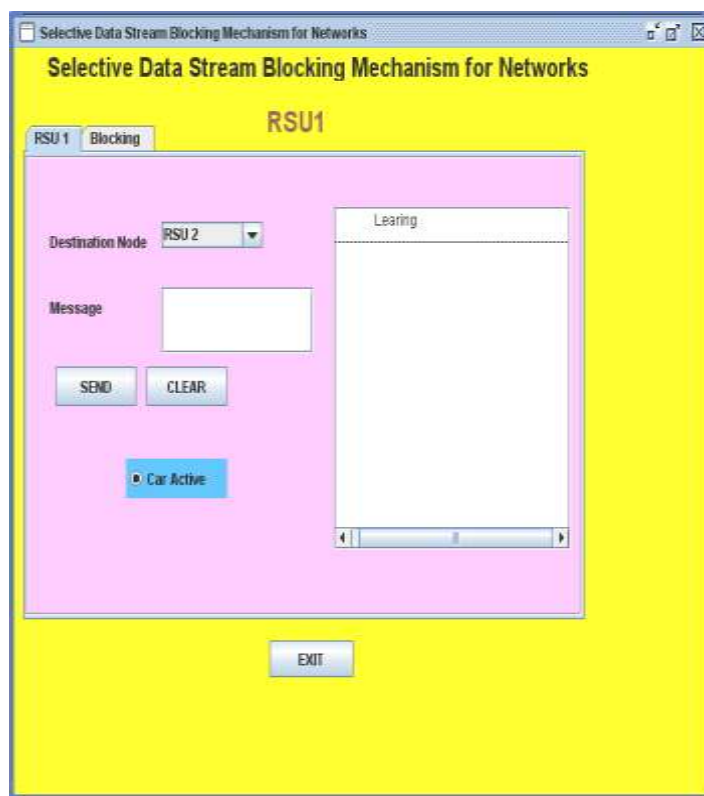 Selective Data Stream Blocking Mechanism for Networks
Selective Data Stream Blocking Mechanism for Networks
RSU1
RSU 1 Blocking
Destination Node RSU 2
Learing
Message
SEND CLEAR
Car Active
EXIT